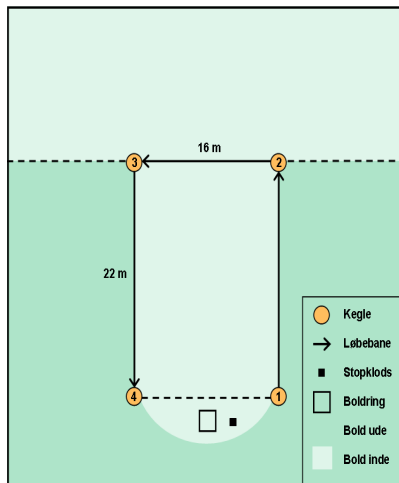 3
2
16 m
22 m
4
1
Kegle
Løbebane
Stopklods
Boldring
Bold ude
Bold inde